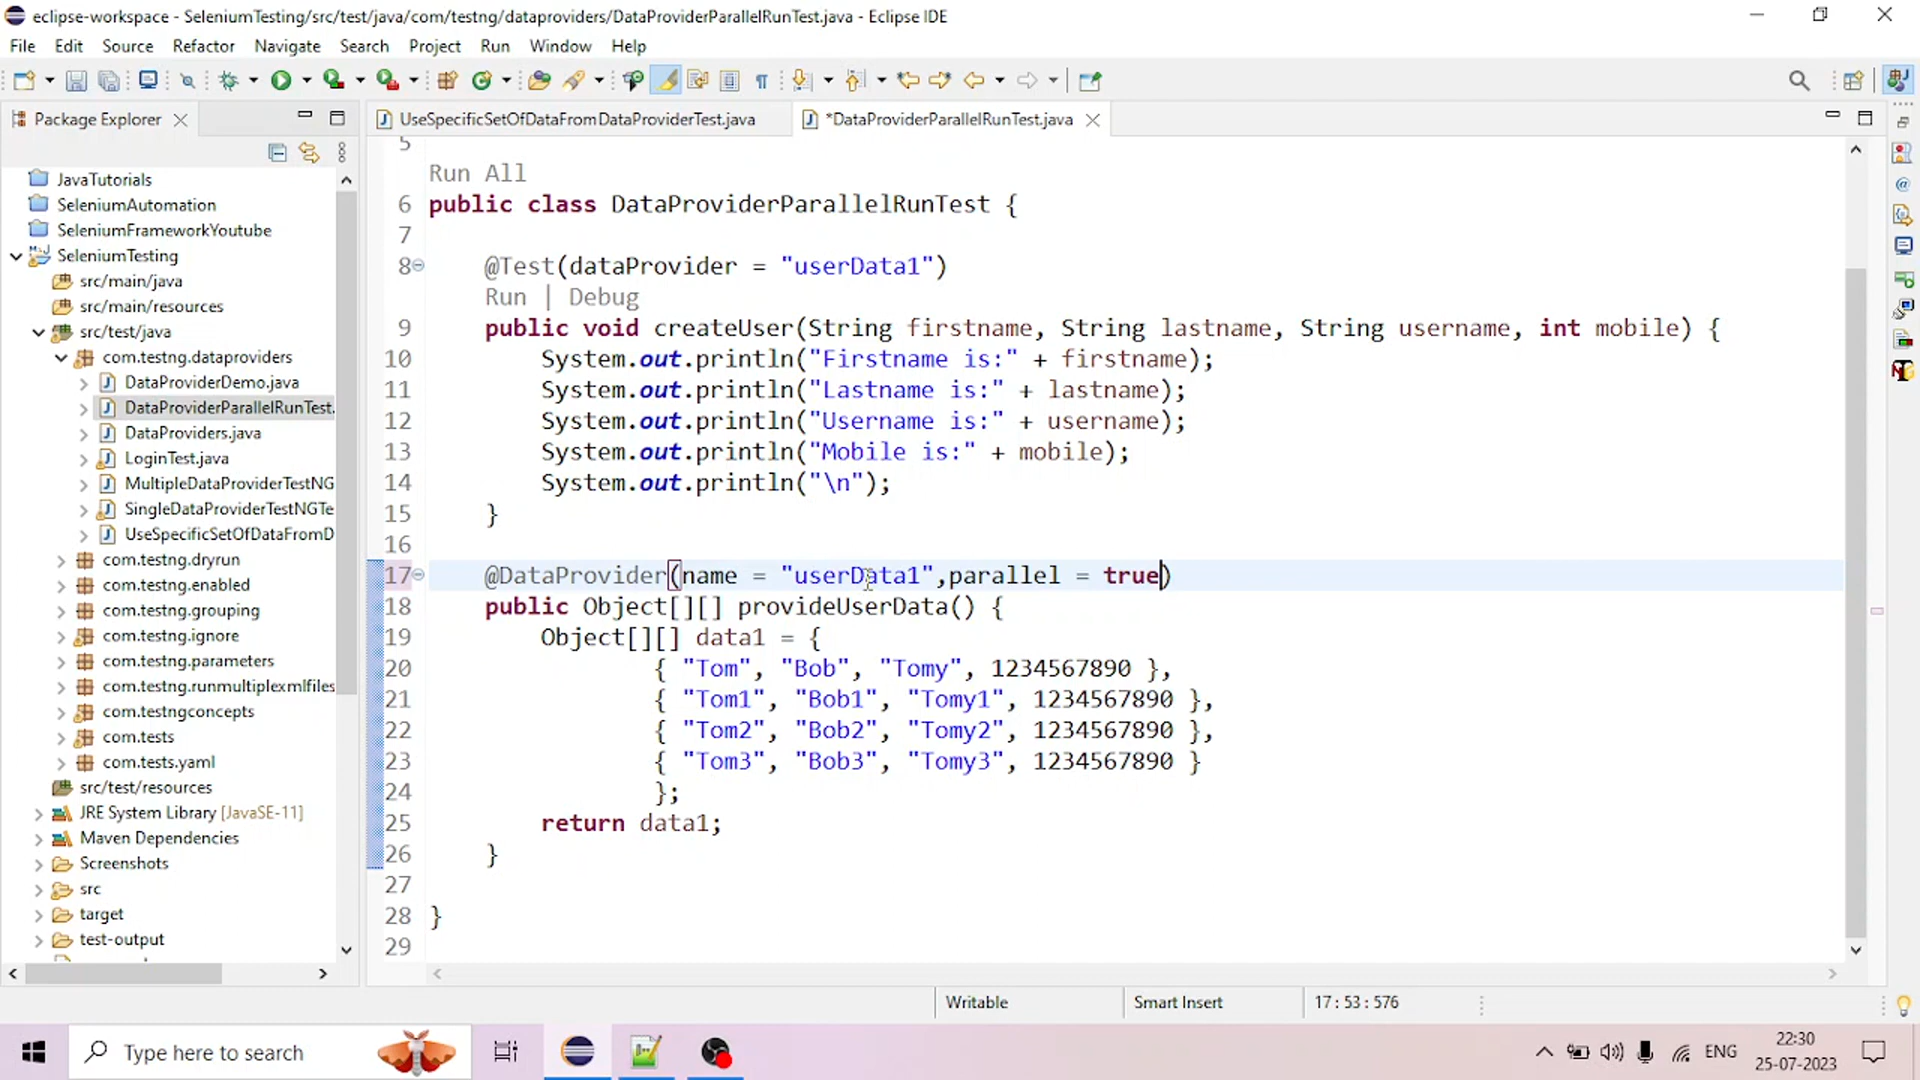 eclipse-workspace - SeleniumTesting/src/test/java/com/testng/dataproviders/DataProviderParallelRunTest.java - Eclipse IDE
File Edit Source Refactor Navigate Search Project Run Window Help
Package Explorer
JavaTutorials
SeleniumAutomation
SeleniumFrameworkYoutube
SeleniumTesting
src/main/java
src/main/resources
src/test/java
com.testng.dataproviders
DataProviderDemo.java
DataProviderParallelRunTest.
DataProviders.java
LoginTest.java
MultipleDataProviderTestNG
SingleDataProviderTestNGTe
UseSpecificSetOfDataFromD
com.testng.dryrun
com.testng.enabled
com.testng.grouping
com.testng.ignore
com.testng.parameters
com.testng.runmultiplexmlfiles
com.testngconcepts
com.tests
com.tests.yaml
src/test/resources
JRE System Library [JavaSE-11]
Maven Dependencies
Screenshots
src
target
test-output
UseSpecificSetOfDataFromDataProviderTest.java *DataProviderParallelRunTest.java
5
Run All
6 public class DataProviderParallelRunTest {
7
8 @Test(dataProvider = "userData1")
Run | Debug
9 public void createUser(String firstname, String lastname, String username, int mobile) {
10 System.out.println("Firstname is:" + firstname);
11 System.out.println("Lastname is:" + lastname);
12 System.out.println("Username is:" + username);
13 System.out.println("Mobile is:" + mobile);
14 System.out.println("\n");
15 }
16
17 @DataProvider(name = "userData1",parallel = true)
18 public Object[][] provideUserData() {
19 Object[][] data1 = {
20 { "Tom", "Bob", "Tomy", 1234567890 },
21 { "Tom1", "Bob1", "Tomy1", 1234567890 },
22 { "Tom2", "Bob2", "Tomy2", 1234567890 },
23 { "Tom3", "Bob3", "Tomy3", 1234567890 }
24 };
25 return data1;
26 }
27
28 }
29
Writable Smart Insert 17 : 53 : 576
Type here to search
ENG
22:30
25-07-2023